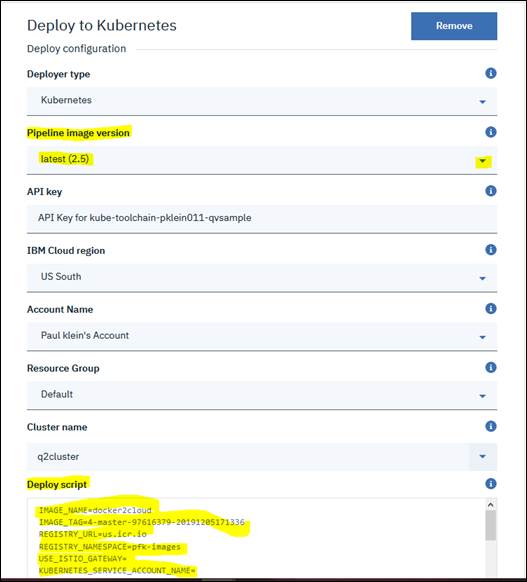 Deploy to Kubernetes
Remove
Deploy configuration
Deployer type
Kubernetes
Pipeline image version
latest (2.5)
API key
API Key for kube-toolchain-pklein011-qvsample
IBM Cloud region
US South
Account Name
Paul klein's Account
Resource Group
Default
Cluster name
q2cluster
Deploy script
IMAGE_NAME=docker2cloud
IMAGE_TAG=4-master-97616379-20191205171336
REGISTRY_URL=us.icr.io
REGISTRY_NAMESPACE=pfk-images
USE_ISTIO_GATEWAY=
KUBERNETES_SERVICE_ACCOUNT_NAME=